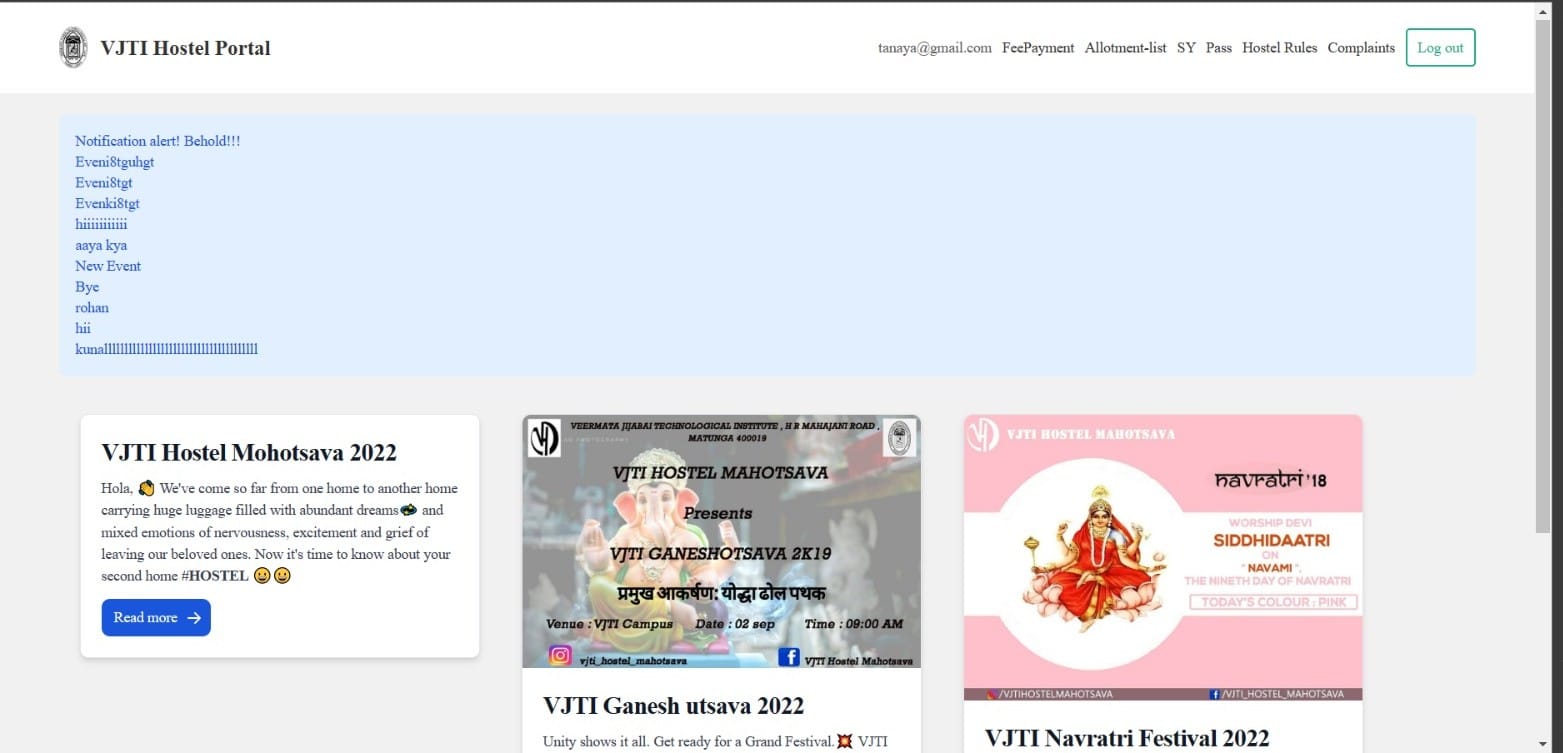 VJTI Hostel Portal
tanaya@gmail.com FeePayment Allotment-list SY Pass Hostel Rules Complaints Log out
Notification alert! Behold!!!
Eveni8tguhgt
Eveni8tgt
Evenki8tgt
hiiiiiiiiiii
aaya kya
New Event
Bye
rohan
hii
kunalllllllllllllllllllllllllllllllllllllll
VJTI Hostel Mohotsava 2022
Hola, 👏 We've come so far from one home to another home
carrying huge luggage filled with abundant dreams💫 and
mixed emotions of nervousness, excitement and grief of
leaving our beloved ones. Now it's time to know about your
second home #HOSTEL 😀😀
Read more →
VEERMATA JIJABAI TECHNOLOGICAL INSTITUTE , H R MAHAJANI ROAD ,
MATUNGA 400019
VJTI HOSTEL MAHOTSAVA
Presents
VJTI GANESHOTSAVA 2K19
प्रमुख आकर्षण: योद्धा ढोल पथक
Venue : VJTI Campus Date : 02 sep Time : 09:00 AM
vjti_hostel_mahotsava VJTI Hostel Mahotsava
VJTI Ganesh utsava 2022
Unity shows it all. Get ready for a Grand Festival.💥 VJTI
VJTI HOSTEL MAHOTSAVA
navratri '18
WORSHIP DEVI
SIDDHIDAATRI
ON
" NAVAMI ",
THE NINETH DAY OF NAVRATRI
TODAY'S COLOUR : PINK
/VJTIHOSTELMAHOTSAVA /VJTI_HOSTEL_MAHOTSAVA
VJTI Navratri Festival 2022